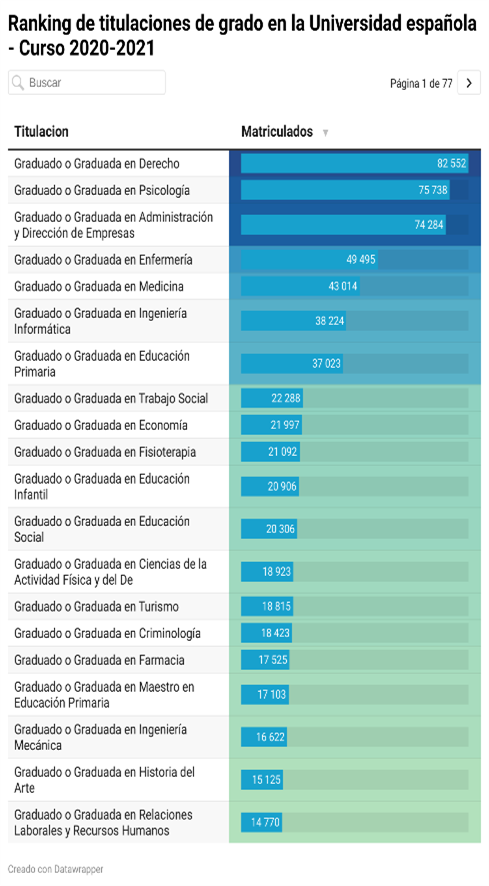 Ranking de titulaciones de grado en la Universidad española
- Curso 2020-2021
Buscar
Página 1 de 77 >
Titulacion Matriculados ▼
Graduado o Graduada en Derecho 82 552
Graduado o Graduada en Psicología 75 738
Graduado o Graduada en Administración
y Dirección de Empresas 74 284
Graduado o Graduada en Enfermería 49 495
Graduado o Graduada en Medicina 43 014
Graduado o Graduada en Ingeniería
Informática 38 224
Graduado o Graduada en Educación
Primaria 37 023
Graduado o Graduada en Trabajo Social 22 288
Graduado o Graduada en Economía 21 997
Graduado o Graduada en Fisioterapia 21 092
Graduado o Graduada en Educación
Infantil 20 906
Graduado o Graduada en Educación
Social 20 306
Graduado o Graduada en Ciencias de la
Actividad Física y del De 18 923
Graduado o Graduada en Turismo 18 815
Graduado o Graduada en Criminología 18 423
Graduado o Graduada en Farmacia 17 525
Graduado o Graduada en Maestro en
Educación Primaria 17 103
Graduado o Graduada en Ingeniería
Mecánica 16 622
Graduado o Graduada en Historia del
Arte 15 125
Graduado o Graduada en Relaciones
Laborales y Recursos Humanos 14 770
Creado con Datawrapper